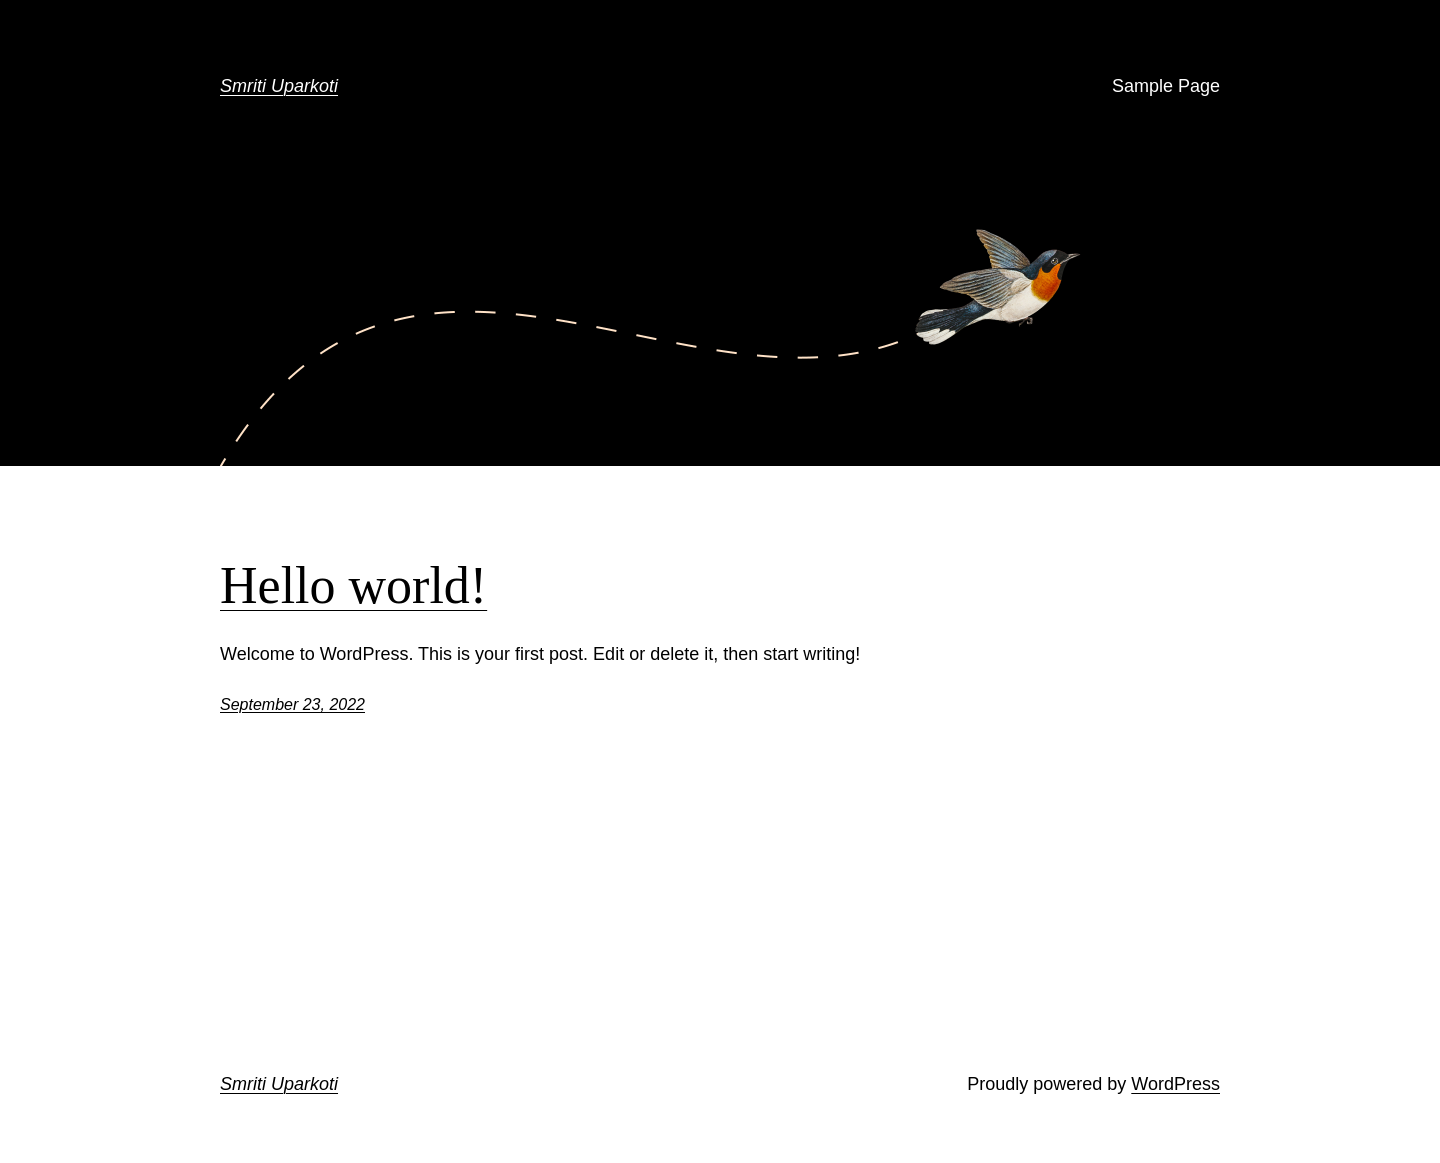 Smriti Uparkoti
Sample Page
Hello world!
Welcome to WordPress. This is your first post. Edit or delete it, then start writing!
September 23, 2022
Smriti Uparkoti
Proudly powered by WordPress